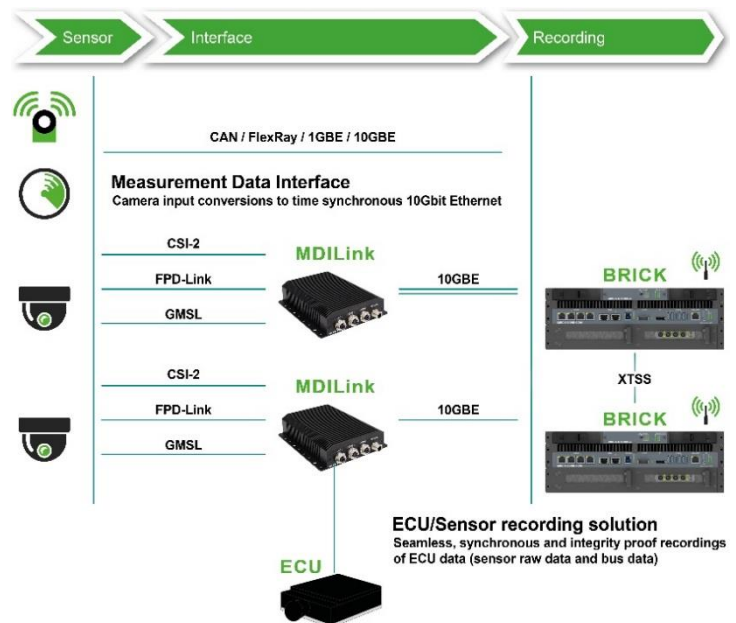 Sensor
Interface
Recording
CAN / FlexRay / 1GBE / 10GBE
Measurement Data Interface
Camera input conversions to time synchronous 10Gbit Ethernet
CSI-2
MDILink
FPD-Link
10GBE
GMSL
BRICK
XTSS
CSI-2
MDILink
FPD-Link
10GBE
GMSL
BRICK
ECU/Sensor recording solution
Seamless, synchronous and integrity proof recordings
of ECU data (sensor raw data and bus data)
ECU